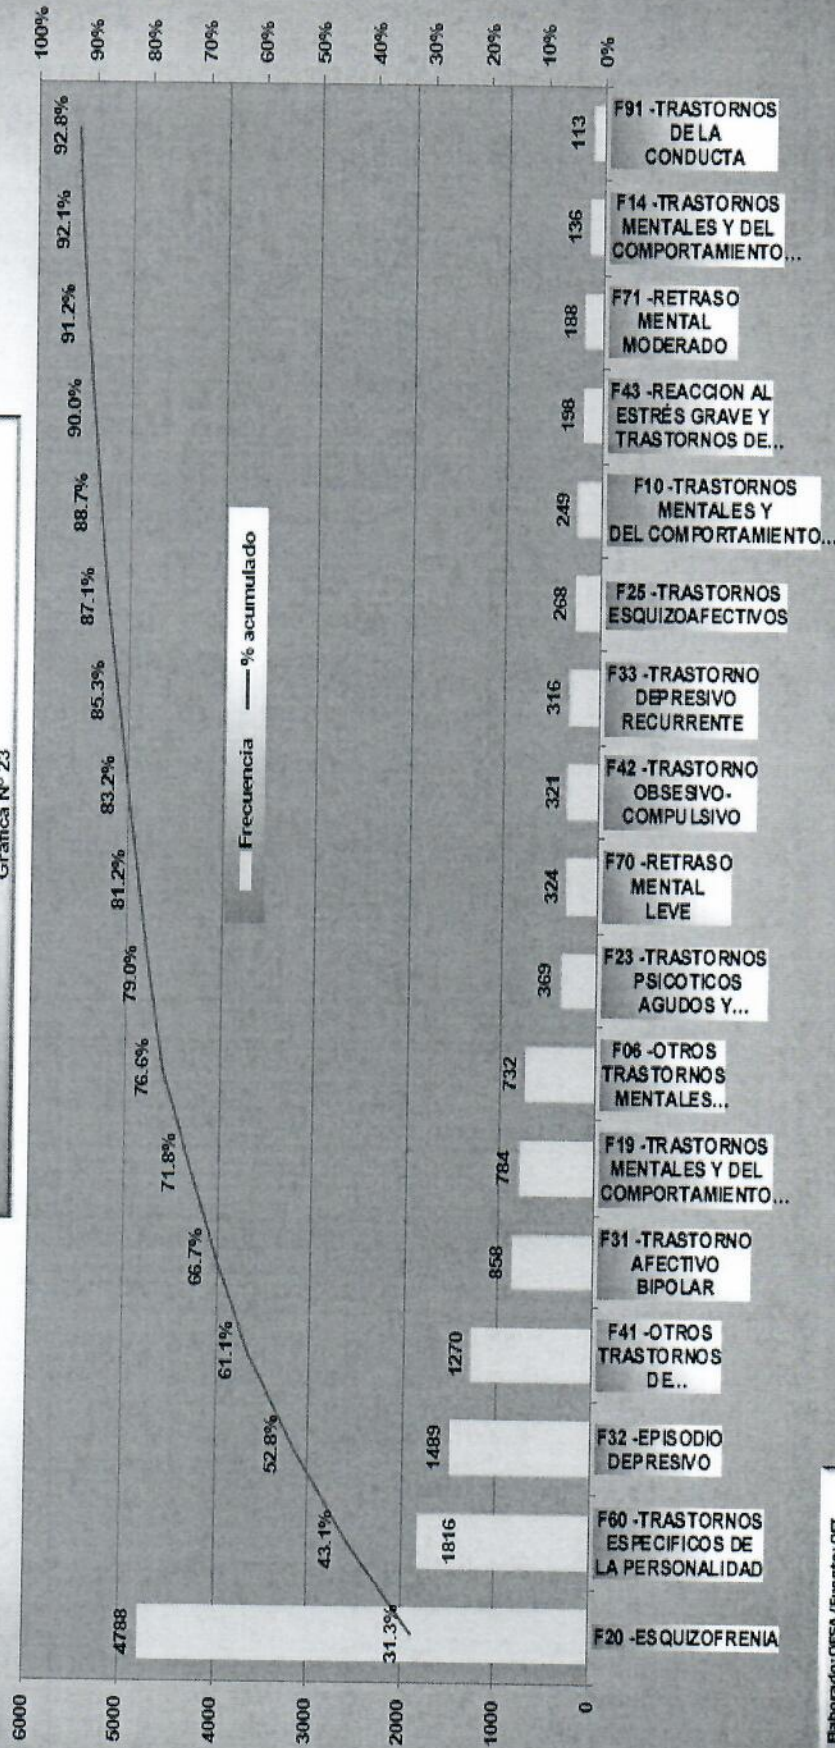 Gráfica Nº 23
6000
5000
4000
3000
2000
1000
0
100%
90%
80%
70%
60%
50%
40%
30%
20%
10%
0%
Frecuencia
% acumulado
4788
1816
1489
1270
858
784
732
369
324
321
316
268
249
198
188
136
113
31.3%
43.1%
52.8%
61.1%
66.7%
71.8%
76.6%
79.0%
81.2%
83.2%
85.3%
87.1%
88.7%
90.0%
91.2%
92.1%
92.8%
F20 -ESQUIZOFRENIA
F60 -TRASTORNOS
ESPECIFICOS DE
LA PERSONALIDAD
F32 -EPISODIO
DEPRESIVO
F41 -OTROS
TRASTORNOS
DE...
F31 -TRASTORNO
AFECTIVO
BIPOLAR
F19 -TRASTORNOS
MENTALES Y DEL
COMPORTAMIENTO...
F06 -OTROS
TRASTORNOS
MENTALES...
F23 -TRASTORNOS
PSICOTICOS
AGUDOS Y...
F70 -RETRASO
MENTAL
LEVE
F42 -TRASTORNO
OBSESIVO-
COMPULSIVO
F33 -TRASTORNO
DEPRESIVO
RECURRENTE
F25 -TRASTORNOS
ESQUIZOAFECTIVOS
F10 -TRASTORNOS
MENTALES Y
DEL COMPORTAMIENTO...
F43 -REACCION AL
ESTRÉS GRAVE Y
TRASTORNOS DE...
F71 -RETRASO
MENTAL
MODERADO
F14 -TRASTORNOS
MENTALES Y DEL
COMPORTAMIENTO...
F91 -TRASTORNOS
DE LA
CONDUCTA